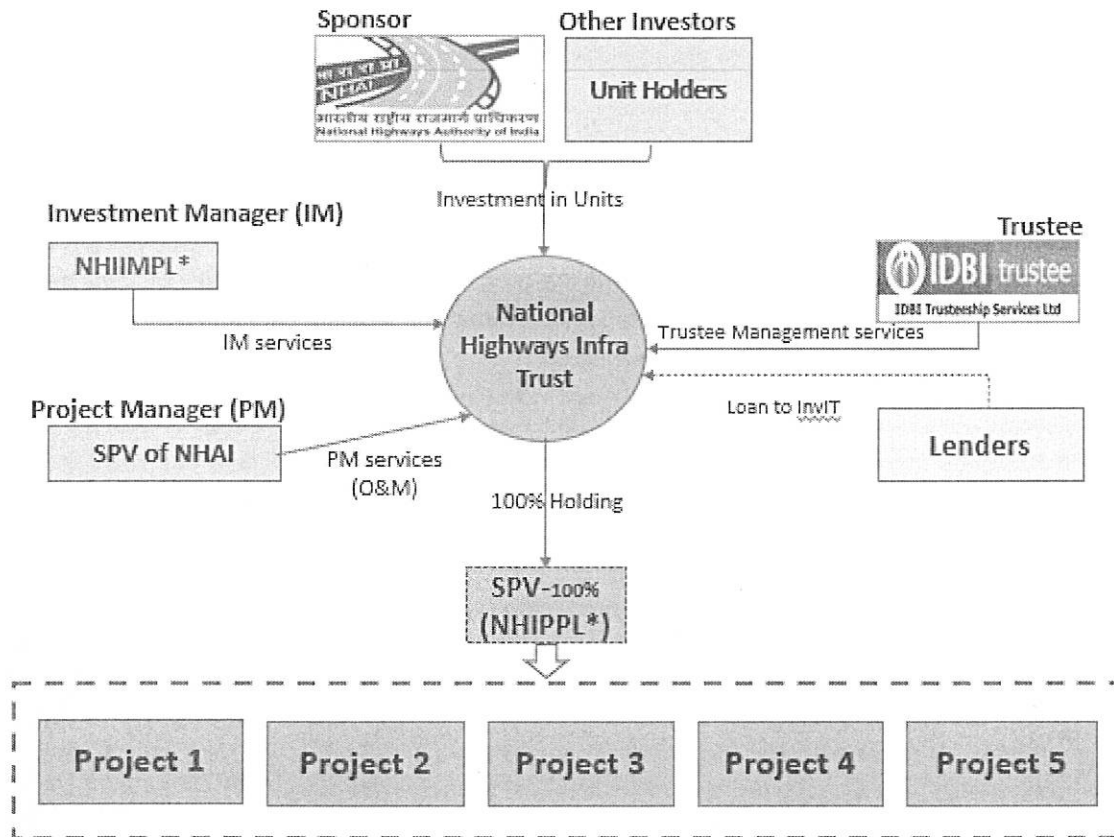 Sponsor
Other Investors
भा रा रा प्रा
NHAI
भारतीय राष्ट्रीय राजमार्ग प्राधिकरण
National Highways Authority of India
Unit Holders
Investment in Units
Investment Manager (IM)
NHIIMPL*
IM services
Trustee
IDBI trustee
IDBI Trusteeship Services Ltd
Trustee Management services
National
Highways Infra
Trust
Project Manager (PM)
SPV of NHAI
PM services
(O&M)
Loan to InvIT
Lenders
100% Holding
SPV-100%
(NHIPPL*)
Project 1
Project 2
Project 3
Project 4
Project 5